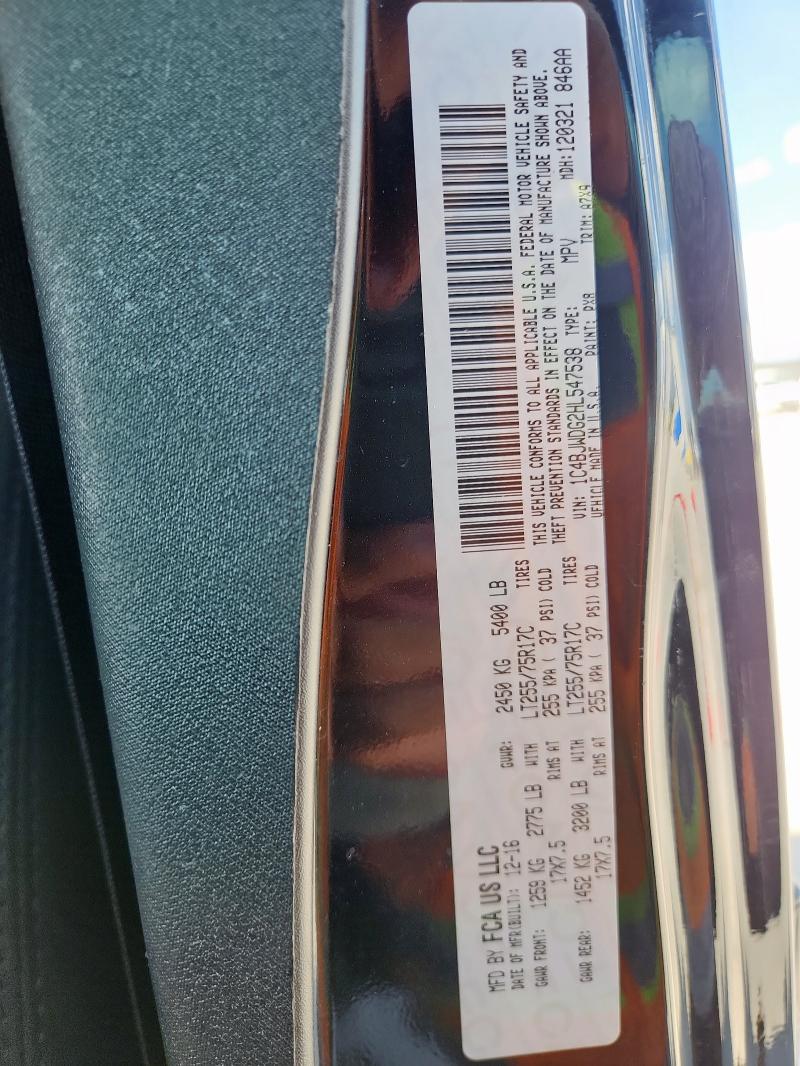 MFD BY FCA US LLC
DATE OF MFR(BUILT): 12-16 GVWR: 2450 KG 5400 LB
GAWR FRONT: 1259 KG 2775 LB WITH LT255/75R17C TIRES
17X7.5 RIMS AT 255 KPA ( 37 PSI) COLD
GAWR REAR: 1452 KG 3200 LB WITH LT255/75R17C TIRES
17X7.5 RIMS AT 255 KPA ( 37 PSI) COLD
THIS VEHICLE CONFORMS TO ALL APPLICABLE U.S.A. FEDERAL MOTOR VEHICLE SAFETY AND
THEFT PREVENTION STANDARDS IN EFFECT ON THE DATE OF MANUFACTURE SHOWN ABOVE.
VIN: 1C4BJWDG2HL547538 TYPE: MPV MDH:120321 846AA
VEHICLE MADE IN U.S.A. PAINT: PX8 TRIM: A7X9